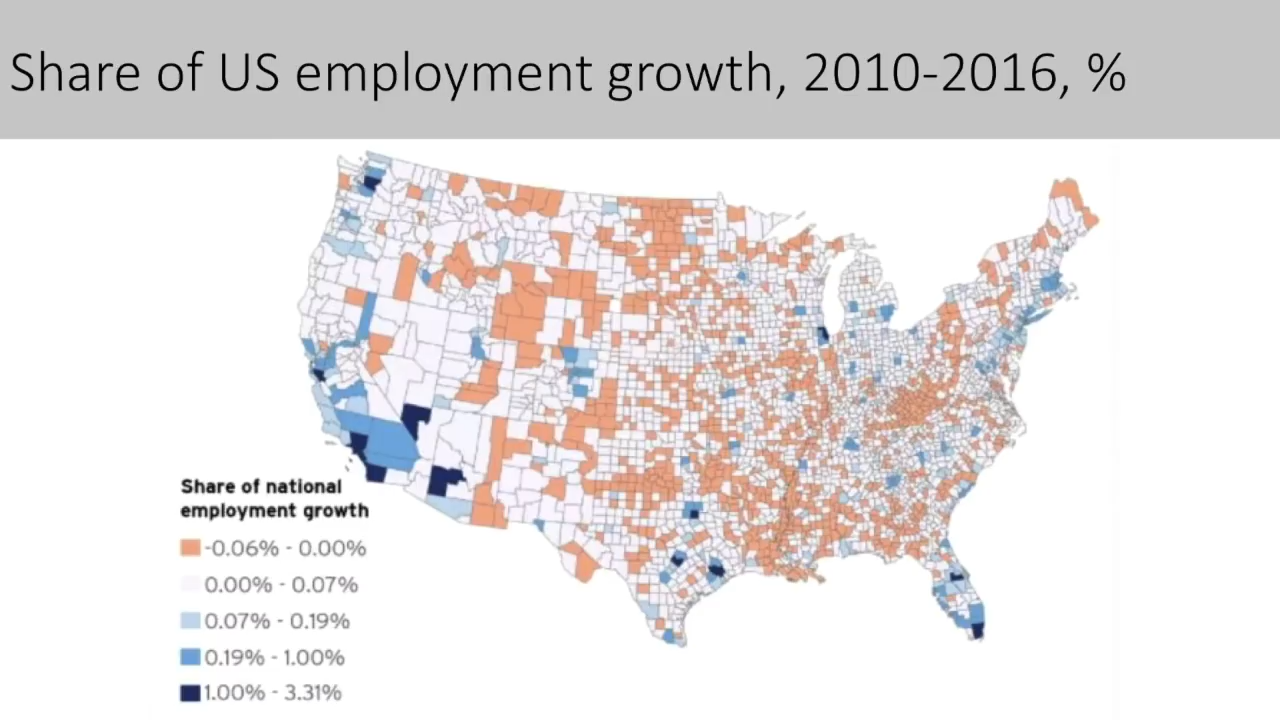 Share of US employment growth, 2010-2016, %
Share of national
employment growth
-0.06% - 0.00%
0.00% - 0.07%
0.07% - 0.19%
0.19% - 1.00%
1.00% - 3.31%